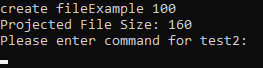 create fileExample 100
Projected File Size: 160
Please enter command for test2: